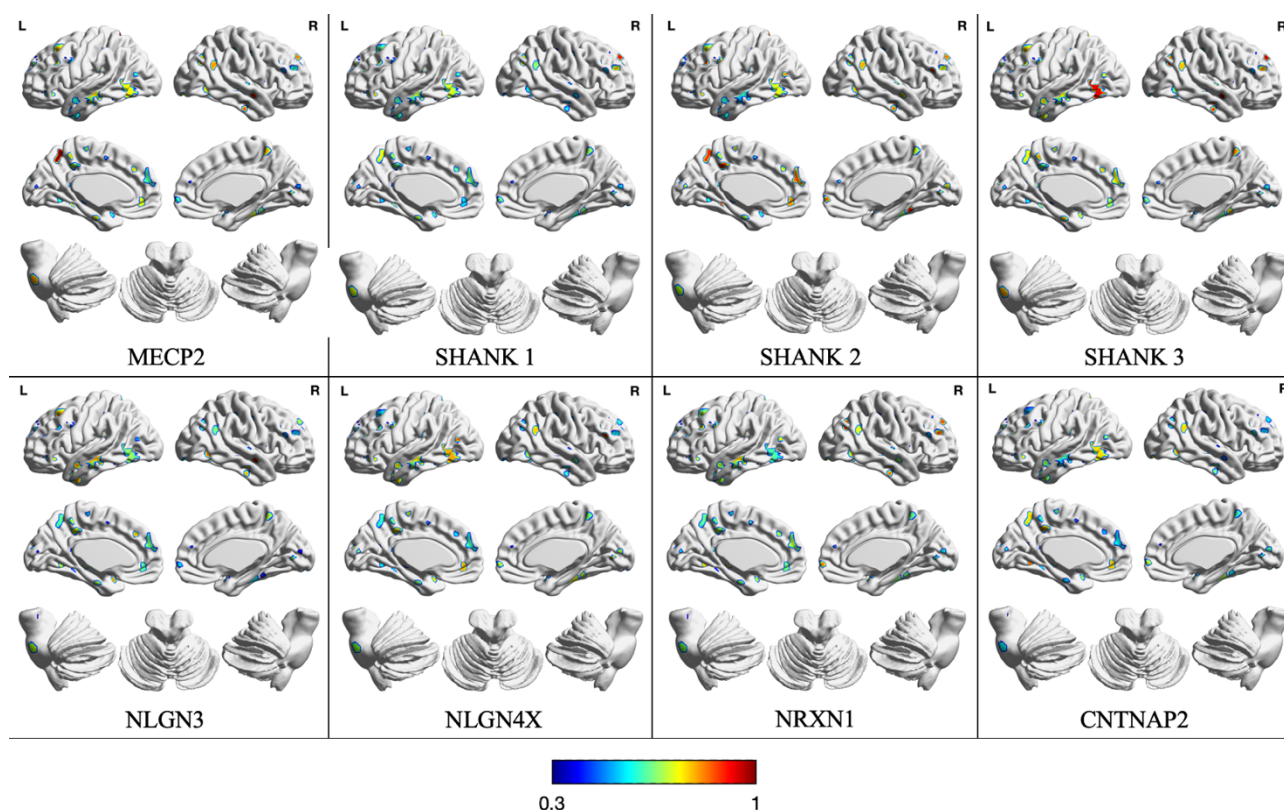 L R L R L R L R
MECP2 SHANK 1 SHANK 2 SHANK 3
L R L R L R L R
NLGN3 NLGN4X NRXN1 CNTNAP2
0.3 1